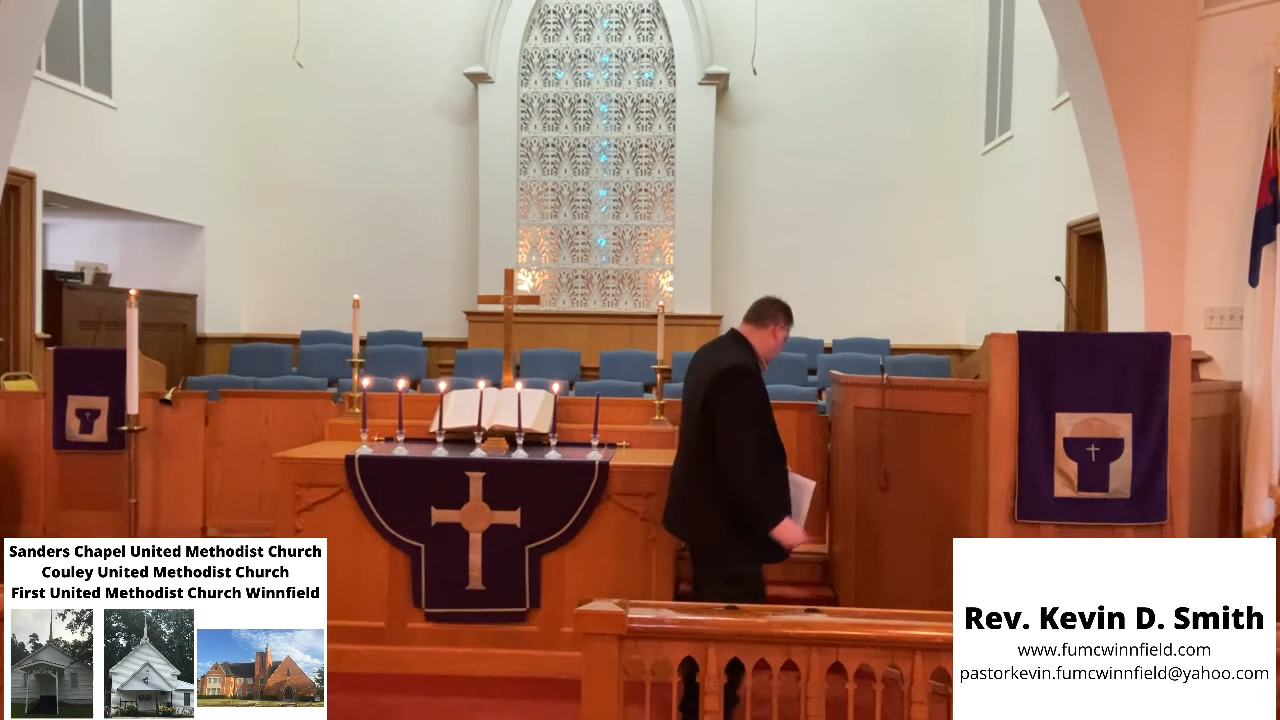 Sanders Chapel United Methodist Church
Couley United Methodist Church
First United Methodist Church Winnfield
Rev. Kevin D. Smith
www.fumcwinnfield.com
pastorkevin.fumcwinnfield@yahoo.com